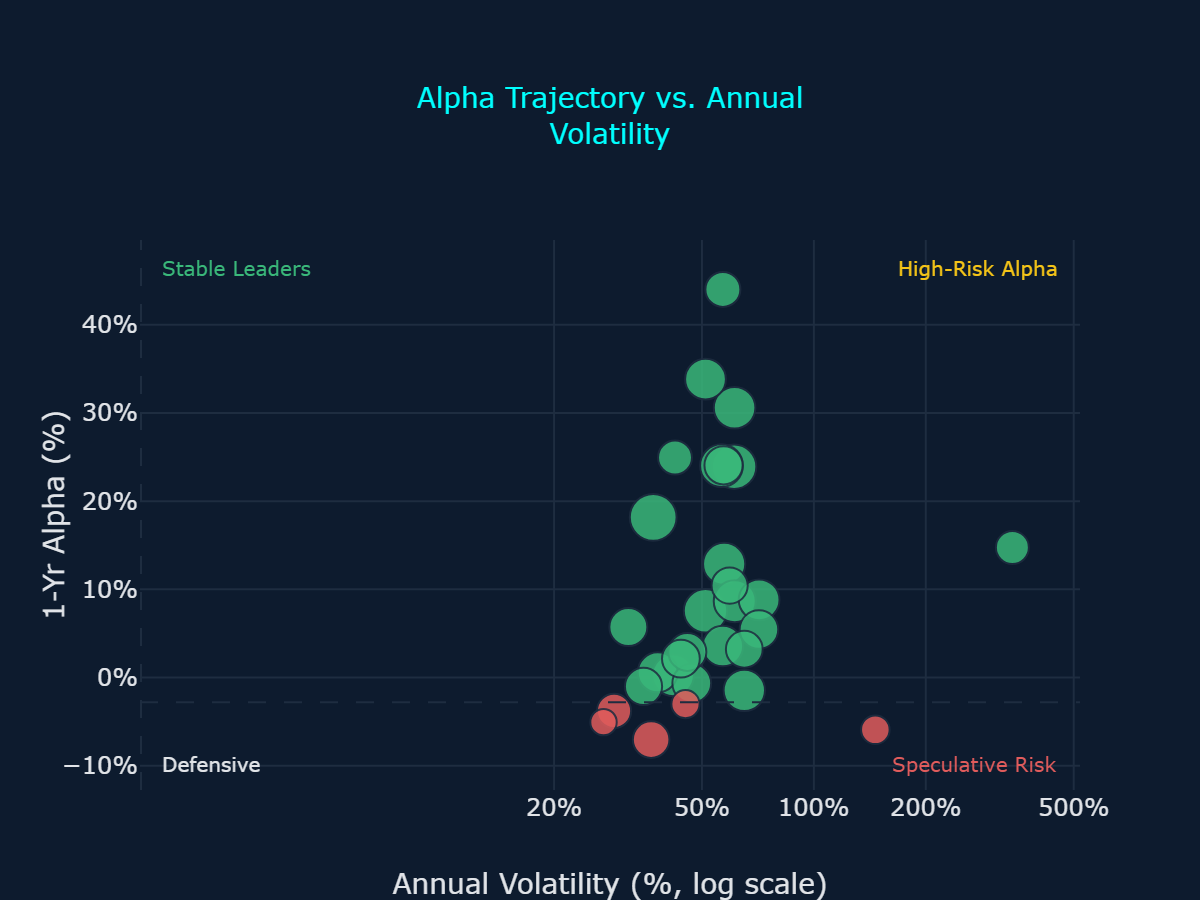 Alpha Trajectory vs. Annual
Volatility
Stable Leaders
High-Risk Alpha
40%
30%
20%
10%
0%
−10%
1-Yr Alpha (%)
Defensive
Speculative Risk
20%
50%
100%
200%
500%
Annual Volatility (%, log scale)